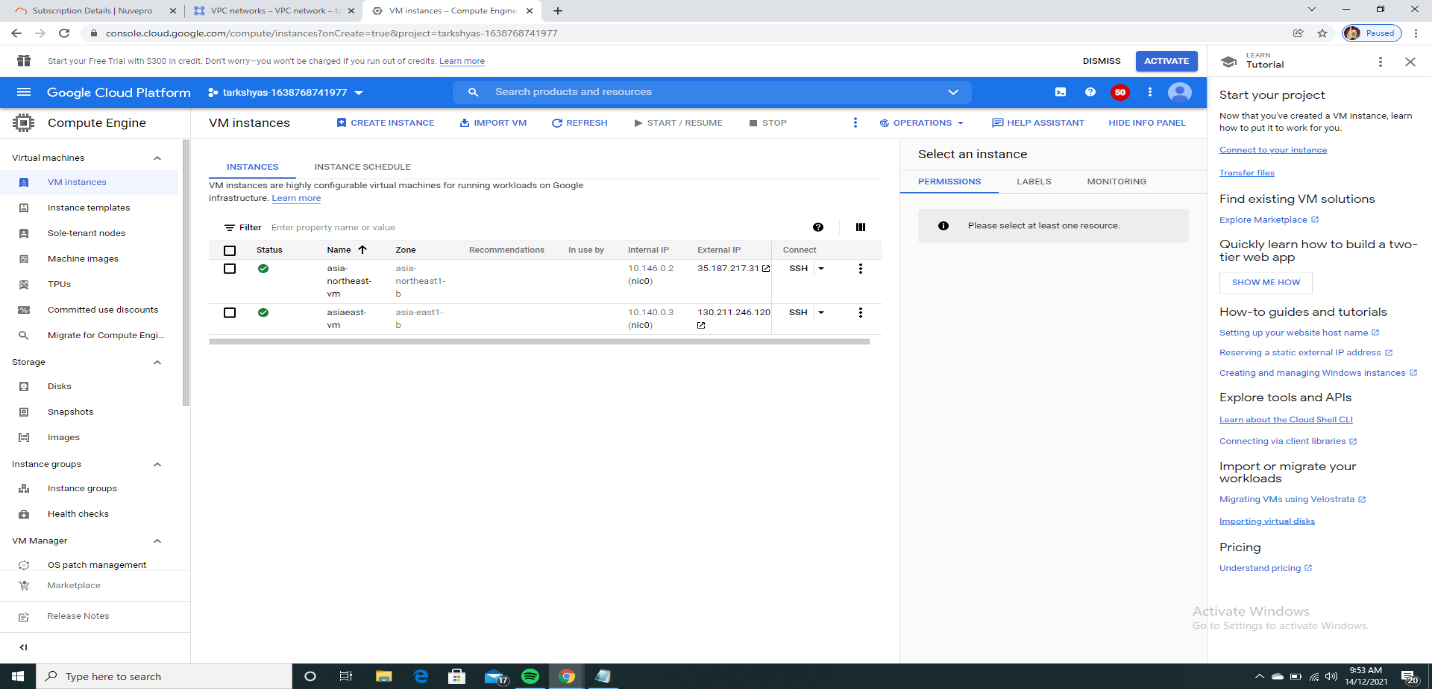 Subscription Details | Nuvepro
VPC networks – VPC network – ta
VM instances – Compute Engine
console.cloud.google.com/compute/instances?onCreate=true&project=tarkshyas-1638768741977
Paused
Start your Free Trial with $300 in credit. Don't worry—you won't be charged if you run out of credits. Learn more
DISMISS
ACTIVATE
LEARN
Tutorial
Google Cloud Platform
tarkshyas-1638768741977
Search products and resources
50
Compute Engine
VM instances
CREATE INSTANCE
IMPORT VM
REFRESH
START / RESUME
STOP
OPERATIONS
HELP ASSISTANT
HIDE INFO PANEL
Virtual machines
VM instances
Instance templates
Sole-tenant nodes
Machine images
TPUs
Committed use discounts
Migrate for Compute Engi...
Storage
Disks
Snapshots
Images
Instance groups
Instance groups
Health checks
VM Manager
OS patch management
Marketplace
Release Notes
INSTANCES
INSTANCE SCHEDULE
VM instances are highly configurable virtual machines for running workloads on Google
infrastructure. Learn more
Filter Enter property name or value
Status Name Zone Recommendations In use by Internal IP External IP Connect
asia-
northeast-
vm
asia-
northeast1-
b
10.146.0.2
(nic0)
35.187.217.31
SSH
asiaeast-
vm
asia-east1-
b
10.140.0.3
(nic0)
130.211.246.120
SSH
Select an instance
PERMISSIONS
LABELS
MONITORING
Please select at least one resource.
Start your project
Now that you've created a VM instance, learn
how to put it to work for you.
Connect to your instance
Transfer files
Find existing VM solutions
Explore Marketplace
Quickly learn how to build a two-
tier web app
SHOW ME HOW
How-to guides and tutorials
Setting up your website host name
Reserving a static external IP address
Creating and managing Windows instances
Explore tools and APIs
Learn about the Cloud Shell CLI
Connecting via client libraries
Import or migrate your
workloads
Migrating VMs using Velostrata
Importing virtual disks
Pricing
Understand pricing
Activate Windows
Go to Settings to activate Windows.
Type here to search
17
9:53 AM
14/12/2021
20